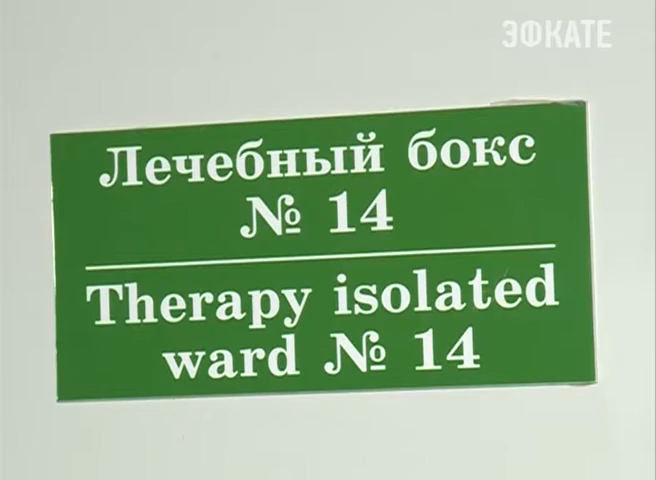 ЭФКАТЕ
Лечебный бокс
№ 14
Therapy isolated
ward № 14